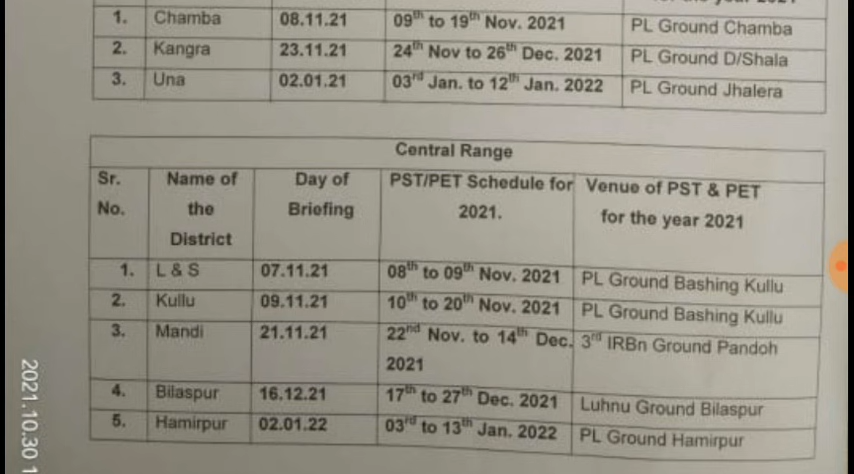 1. Chamba 08.11.21 09th to 19th Nov. 2021 PL Ground Chamba
2. Kangra 23.11.21 24th Nov to 26th Dec. 2021 PL Ground D/Shala
3. Una 02.01.21 03rd Jan. to 12th Jan. 2022 PL Ground Jhalera
Central Range
Sr. Name of Day of PST/PET Schedule for Venue of PST & PET
No. the Briefing 2021. for the year 2021
District
1. L & S 07.11.21 08th to 09th Nov. 2021 PL Ground Bashing Kullu
2. Kullu 09.11.21 10th to 20th Nov. 2021 PL Ground Bashing Kullu
3. Mandi 21.11.21 22nd Nov. to 14th Dec. 3rd IRBn Ground Pandoh
2021
4. Bilaspur 16.12.21 17th to 27th Dec. 2021 Luhnu Ground Bilaspur
5. Hamirpur 02.01.22 03rd to 13th Jan. 2022 PL Ground Hamirpur
2021.10.30 1